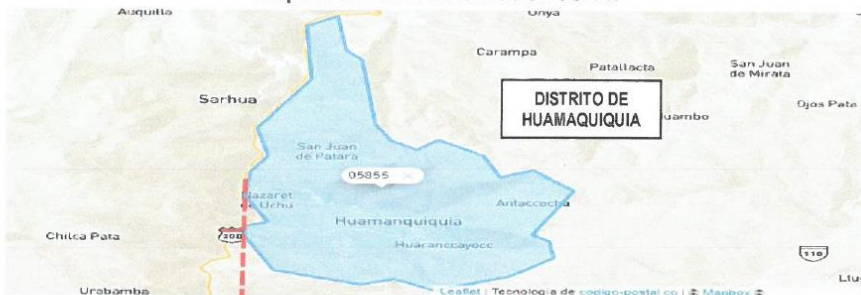 Auquilla
Unya
Carampa
Patallacta
San Juan
de Mirata
Sarhua
DISTRITO DE
HUAMAQUIQUIA
uambo
Ojos Pata
San Juan
de Patara
05855
Nazaret
de Uchu
Antaccocha
Huamanquiquia
Chilca Pata
Huaranccayocc
110
Urabamba
Leaflet | Tecnología de codigo-postal.co | © Mapbox ©